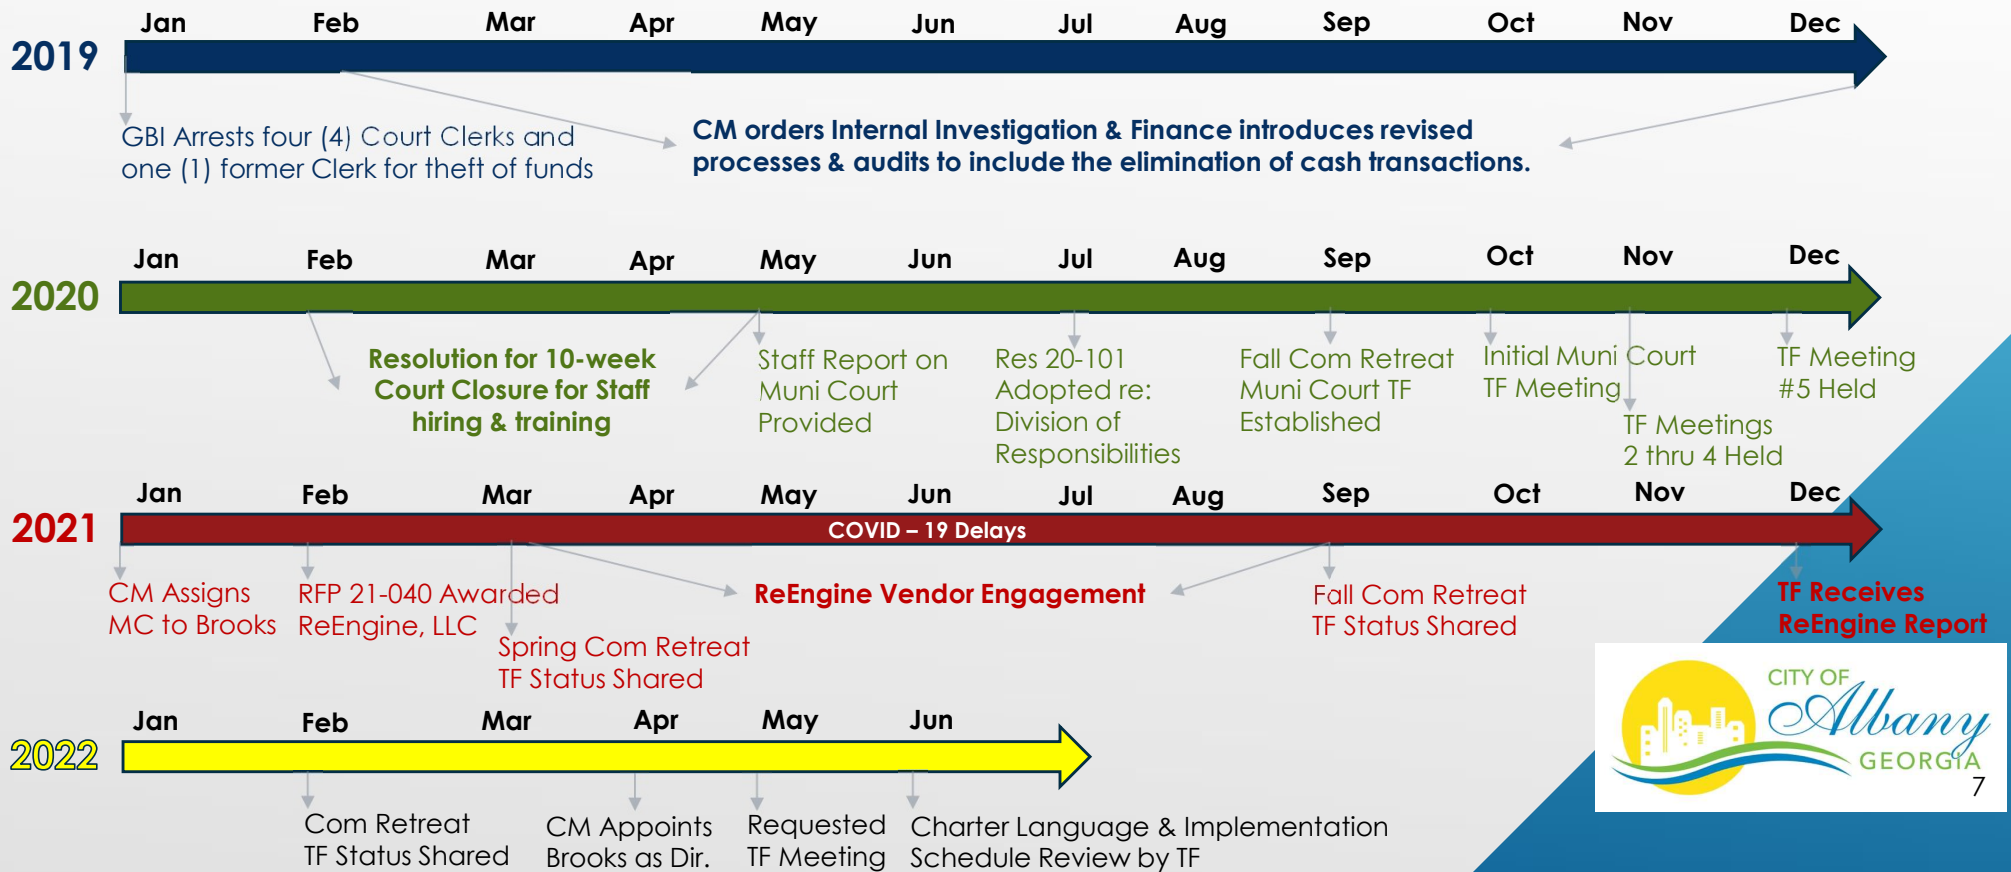 Jan Feb Mar Apr May Jun Jul Aug Sep Oct Nov Dec
2019
GBI Arrests four (4) Court Clerks and
one (1) former Clerk for theft of funds
CM orders Internal Investigation & Finance introduces revised
processes & audits to include the elimination of cash transactions.
Jan Feb Mar Apr May Jun Jul Aug Sep Oct Nov Dec
2020
Resolution for 10-week
Court Closure for Staff
hiring & training
Staff Report on
Muni Court
Provided
Res 20-101
Adopted re:
Division of
Responsibilities
Fall Com Retreat
Muni Court TF
Established
Initial Muni Court
TF Meeting
TF Meetings
2 thru 4 Held
TF Meeting
#5 Held
Jan Feb Mar Apr May Jun Jul Aug Sep Oct Nov Dec
2021
COVID – 19 Delays
CM Assigns
MC to Brooks
RFP 21-040 Awarded
ReEngine, LLC
Spring Com Retreat
TF Status Shared
ReEngine Vendor Engagement
Fall Com Retreat
TF Status Shared
TF Receives
ReEngine Report
Jan Feb Mar Apr May Jun
2022
Com Retreat
TF Status Shared
CM Appoints
Brooks as Dir.
Requested
TF Meeting
Charter Language & Implementation
Schedule Review by TF
CITY OF
Albany
GEORGIA
7